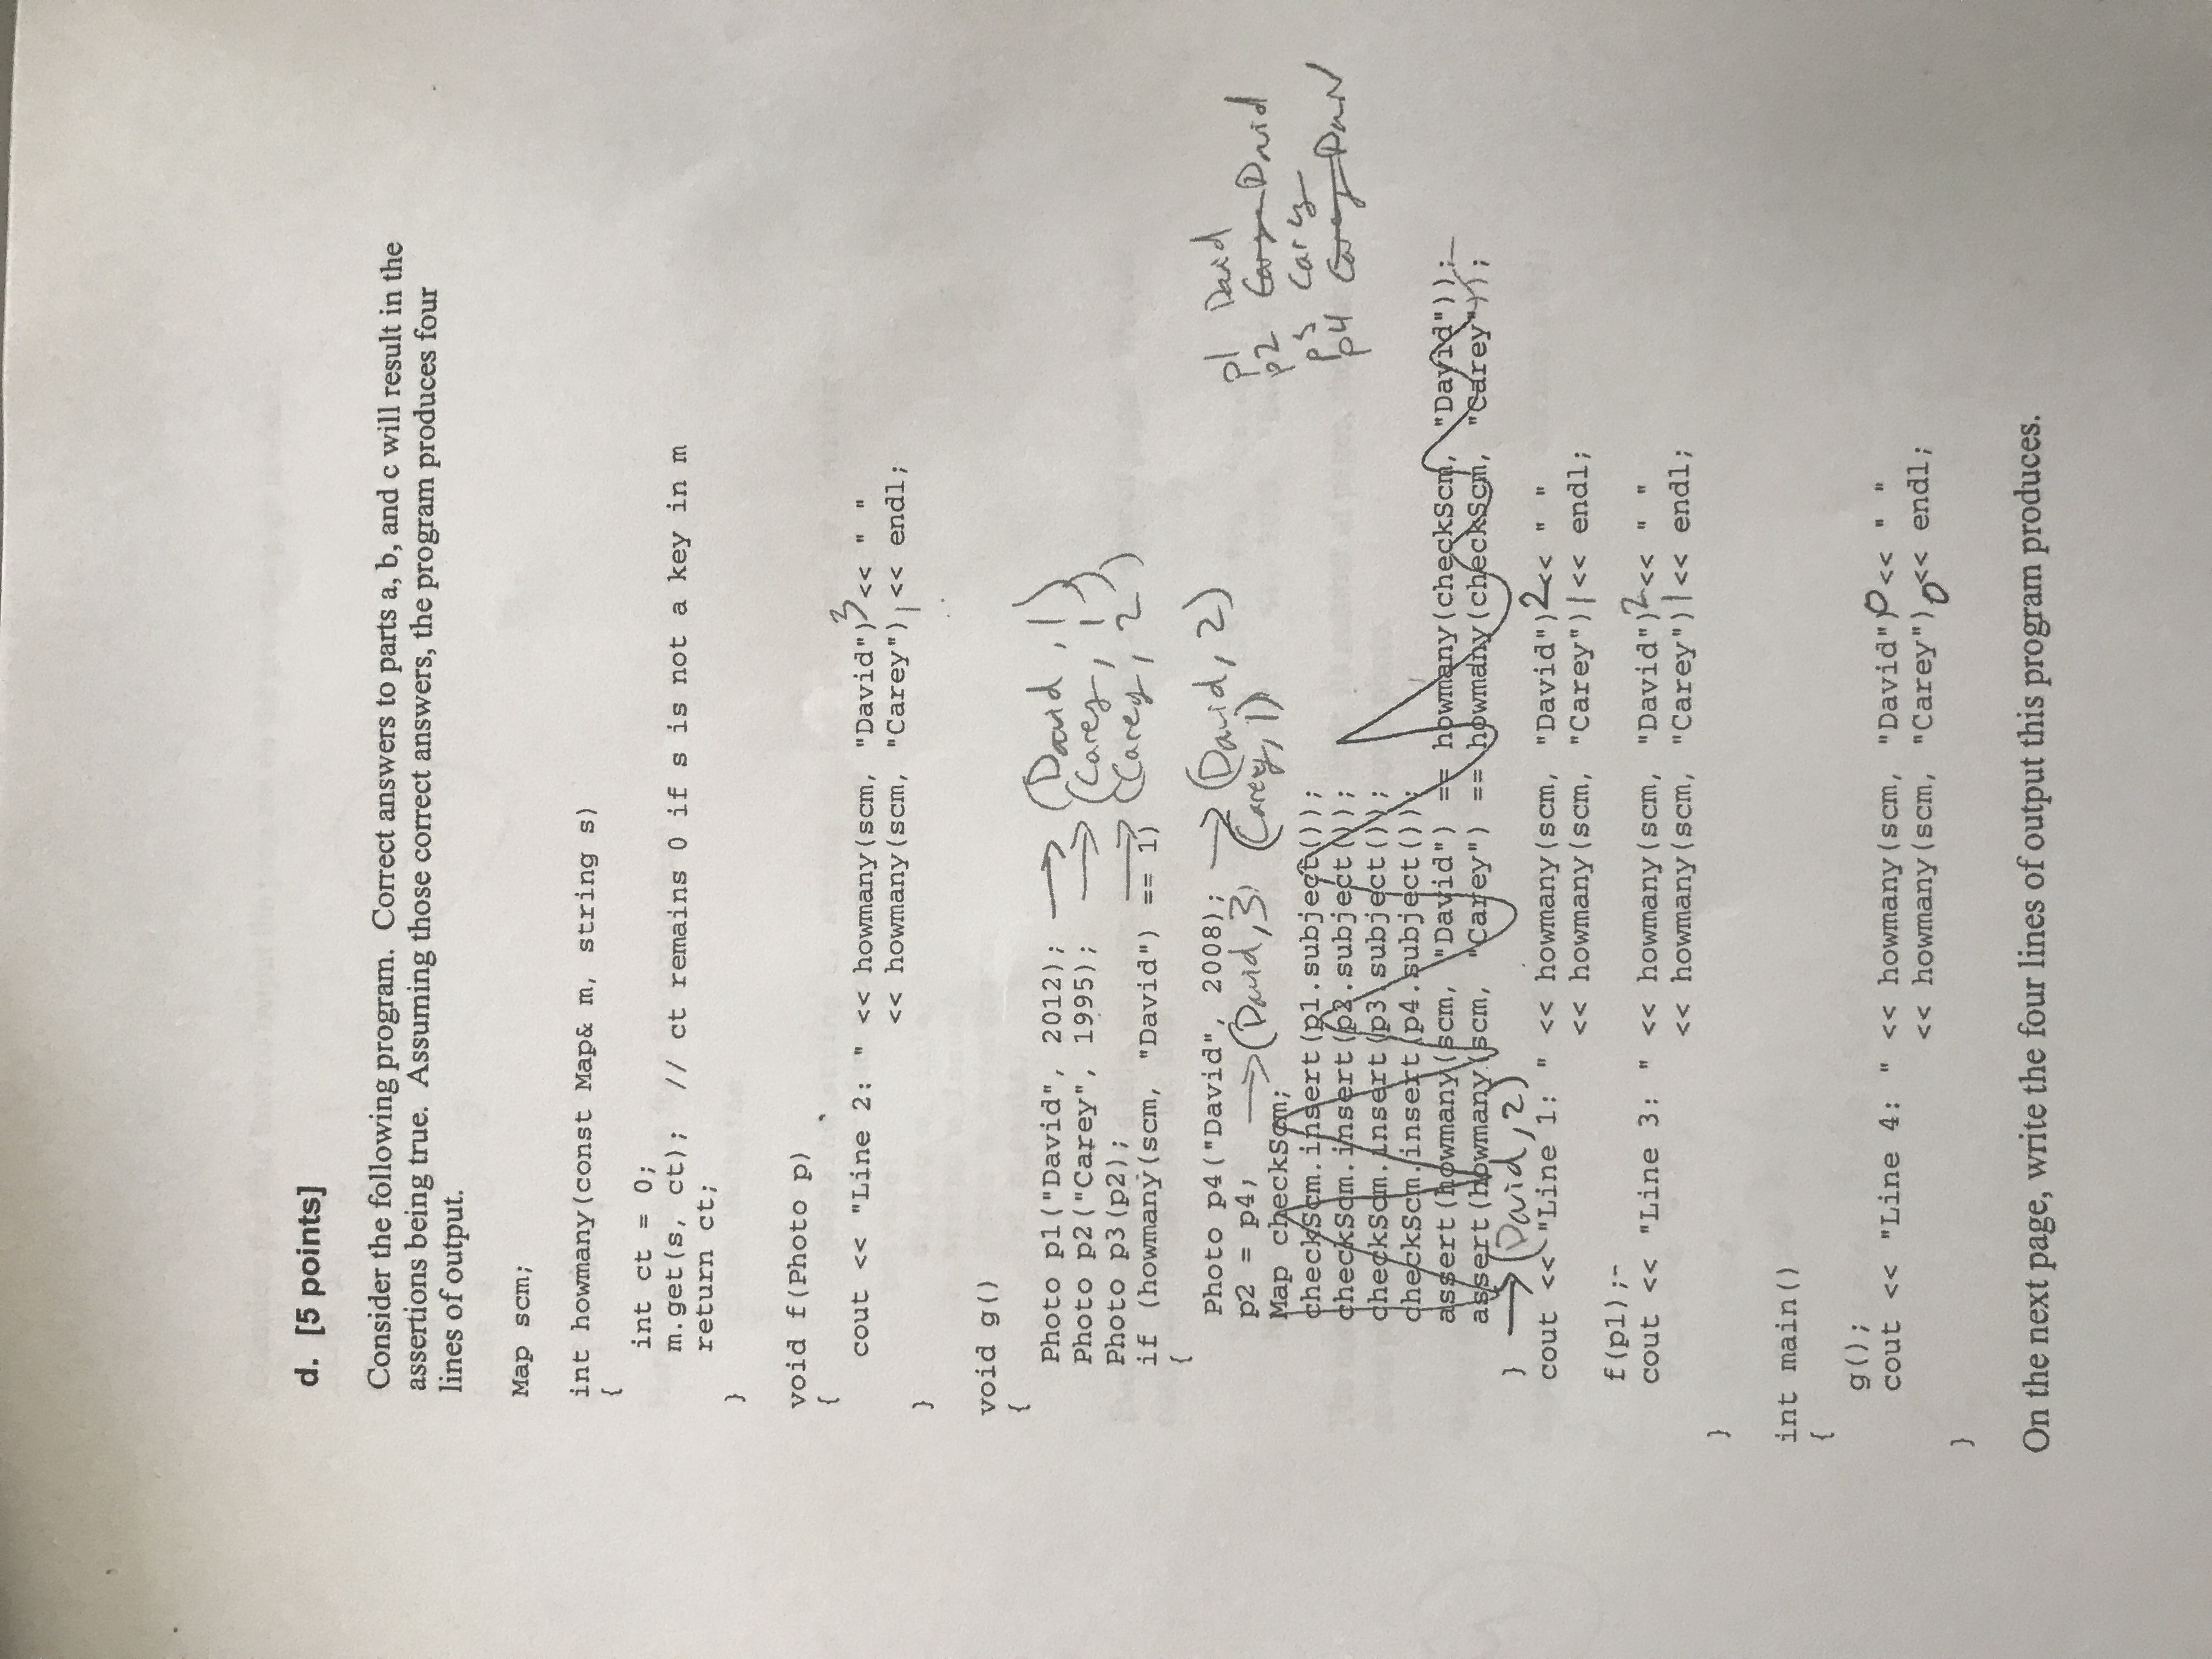 d. [5 points]
Consider the following program. Correct answers to parts a, b, and c will result in the
assertions being true. Assuming those correct answers, the program produces four
lines of output.
Map scm;
int howmany(const Map& m, string s)
{
int ct = 0;
m.get(s, ct); // ct remains 0 if s is not a key in m
return ct;
}
void f(Photo p)
{
cout << "Line 2: " << howmany(scm, "David") 3 << " "
<< howmany(scm, "Carey") 1 << endl;
}
void g()
{
Photo p1("David", 2012); → (David, 1)
Photo p2("Carey", 1995); → (Carey, 1)
Photo p3(p2); → (Carey, 2)
if (howmany(scm, "David") == 1)
{
Photo p4("David", 2008); → (David, 2)
p2 = p4; → (David, 3) (Carey, 1)
Map checkScm;
checkScm.insert(p1.subject());
checkScm.insert(p2.subject());
checkScm.insert(p3.subject());
checkScm.insert(p4.subject());
assert(howmany(scm, "David") == howmany(checkScm, "David"));
assert(howmany(scm, "Carey") == howmany(checkScm, "Carey"));
} → (David, 2)
cout << "Line 1: " << howmany(scm, "David") 2 << " "
<< howmany(scm, "Carey") 1 << endl;
f(p1);
cout << "Line 3: " << howmany(scm, "David") 2 << " "
<< howmany(scm, "Carey") 1 << endl;
}
int main()
{
g();
cout << "Line 4: " << howmany(scm, "David") 0 << " "
<< howmany(scm, "Carey") 0 << endl;
}
On the next page, write the four lines of output this program produces.
p1 David
p2 Carey David
p3 Carey
p4 Carey David